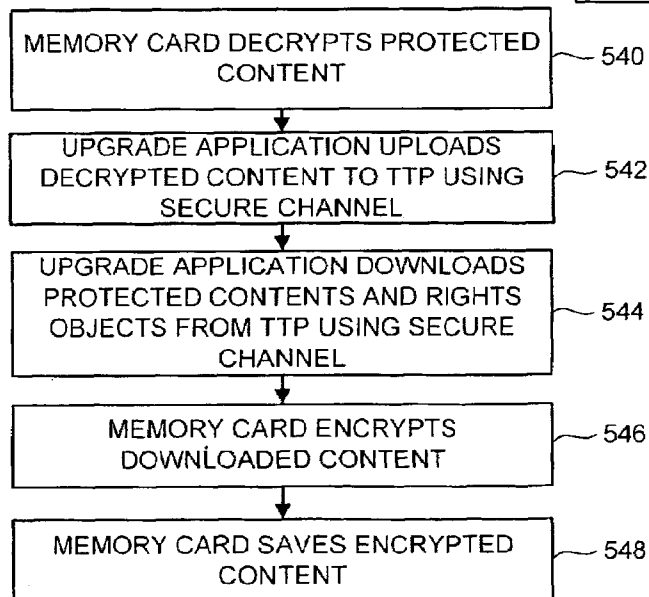 MEMORY CARD DECRYPTS PROTECTED
CONTENT
540
UPGRADE APPLICATION UPLOADS
DECRYPTED CONTENT TO TTP USING
SECURE CHANNEL
542
UPGRADE APPLICATION DOWNLOADS
PROTECTED CONTENTS AND RIGHTS
OBJECTS FROM TTP USING SECURE
CHANNEL
544
MEMORY CARD ENCRYPTS
DOWNLOADED CONTENT
546
MEMORY CARD SAVES ENCRYPTED
CONTENT
548